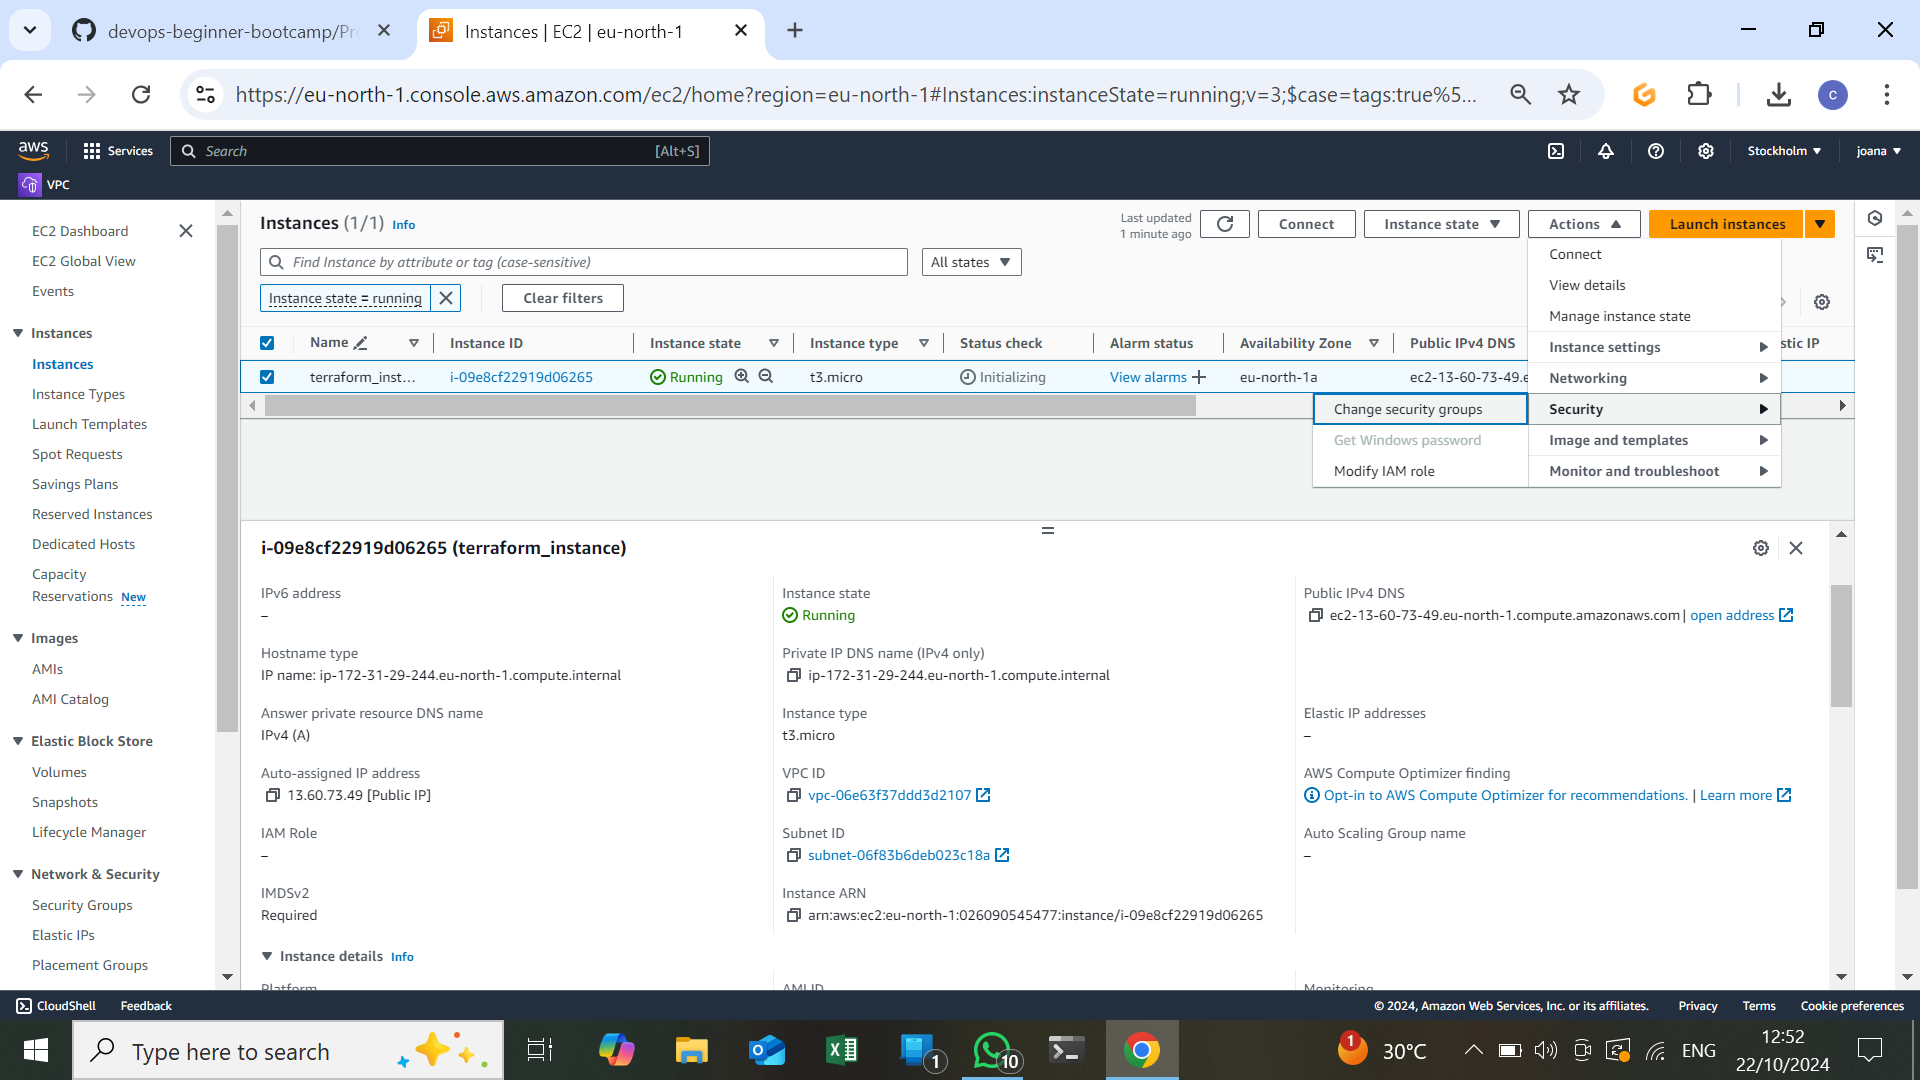 devops-beginner-bootcamp/Pr
Instances | EC2 | eu-north-1
https://eu-north-1.console.aws.amazon.com/ec2/home?region=eu-north-1#Instances:instanceState=running;v=3;$case=tags:true%5...
C
aws
Services
Search
[Alt+S]
Stockholm
joana
VPC
EC2 Dashboard
EC2 Global View
Events
Instances
Instances
Instance Types
Launch Templates
Spot Requests
Savings Plans
Reserved Instances
Dedicated Hosts
Capacity
Reservations New
Images
AMIs
AMI Catalog
Elastic Block Store
Volumes
Snapshots
Lifecycle Manager
Network & Security
Security Groups
Elastic IPs
Placement Groups
Instances (1/1) Info
Last updated
1 minute ago
Connect
Instance state
Actions
Launch instances
Find Instance by attribute or tag (case-sensitive)
All states
Instance state = running
Clear filters
Connect
View details
Manage instance state
Instance settings
Networking
Security
Image and templates
Monitor and troubleshoot
Change security groups
Get Windows password
Modify IAM role
Name Instance ID Instance state Instance type Status check Alarm status Availability Zone Public IPv4 DNS stic IP
terraform_inst... i-09e8cf22919d06265 Running t3.micro Initializing View alarms eu-north-1a ec2-13-60-73-49.e
i-09e8cf22919d06265 (terraform_instance)
IPv6 address
–
Instance state
Running
Public IPv4 DNS
ec2-13-60-73-49.eu-north-1.compute.amazonaws.com | open address
Hostname type
IP name: ip-172-31-29-244.eu-north-1.compute.internal
Private IP DNS name (IPv4 only)
ip-172-31-29-244.eu-north-1.compute.internal
Answer private resource DNS name
IPv4 (A)
Instance type
t3.micro
Elastic IP addresses
–
Auto-assigned IP address
13.60.73.49 [Public IP]
VPC ID
vpc-06e63f37ddd3d2107
AWS Compute Optimizer finding
Opt-in to AWS Compute Optimizer for recommendations. | Learn more
IAM Role
–
Subnet ID
subnet-06f83b6deb023c18a
Auto Scaling Group name
–
IMDSv2
Required
Instance ARN
arn:aws:ec2:eu-north-1:026090545477:instance/i-09e8cf22919d06265
Instance details Info
Platform AMI ID Monitoring
CloudShell Feedback
© 2024, Amazon Web Services, Inc. or its affiliates. Privacy Terms Cookie preferences
Type here to search
1
10
1
30°C
ENG
12:52
22/10/2024